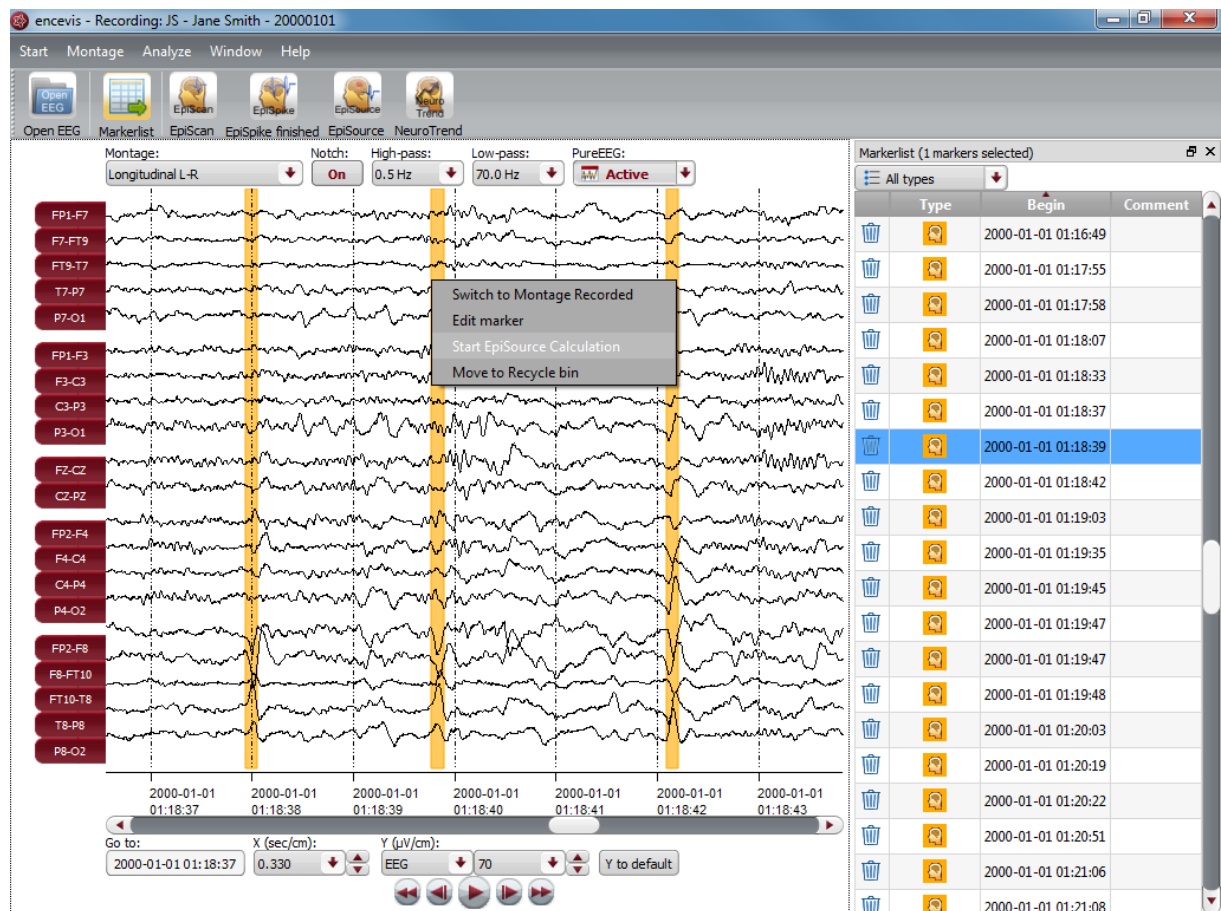 encevis - Recording: JS - Jane Smith - 20000101
Start Montage Analyze Window Help
Open EEG
EpiScan
EpiSpike
EpiSource
Neuro Trend
Open EEG Markerlist EpiScan EpiSpike finished EpiSource NeuroTrend
Montage: Notch: High-pass: Low-pass: PureEEG:
Longitudinal L-R On 0.5 Hz 70.0 Hz Active
FP1-F7
F7-FT9
FT9-T7
T7-P7
P7-O1
FP1-F3
F3-C3
C3-P3
P3-O1
FZ-CZ
CZ-PZ
FP2-F4
F4-C4
C4-P4
P4-O2
FP2-F8
F8-FT10
FT10-T8
T8-P8
P8-O2
Switch to Montage Recorded
Edit marker
Start EpiSource Calculation
Move to Recycle bin
2000-01-01 2000-01-01 2000-01-01 2000-01-01 2000-01-01 2000-01-01 2000-01-01
01:18:37 01:18:38 01:18:39 01:18:40 01:18:41 01:18:42 01:18:43
Go to: X (sec/cm): Y (µV/cm):
2000-01-01 01:18:37 0.330 EEG 70 Y to default
Markerlist (1 markers selected)
All types
Type Begin Comment
2000-01-01 01:16:49
2000-01-01 01:17:55
2000-01-01 01:17:58
2000-01-01 01:18:07
2000-01-01 01:18:33
2000-01-01 01:18:37
2000-01-01 01:18:39
2000-01-01 01:18:42
2000-01-01 01:19:03
2000-01-01 01:19:35
2000-01-01 01:19:45
2000-01-01 01:19:47
2000-01-01 01:19:47
2000-01-01 01:19:48
2000-01-01 01:20:03
2000-01-01 01:20:19
2000-01-01 01:20:22
2000-01-01 01:20:51
2000-01-01 01:21:06
2000-01-01 01:21:08